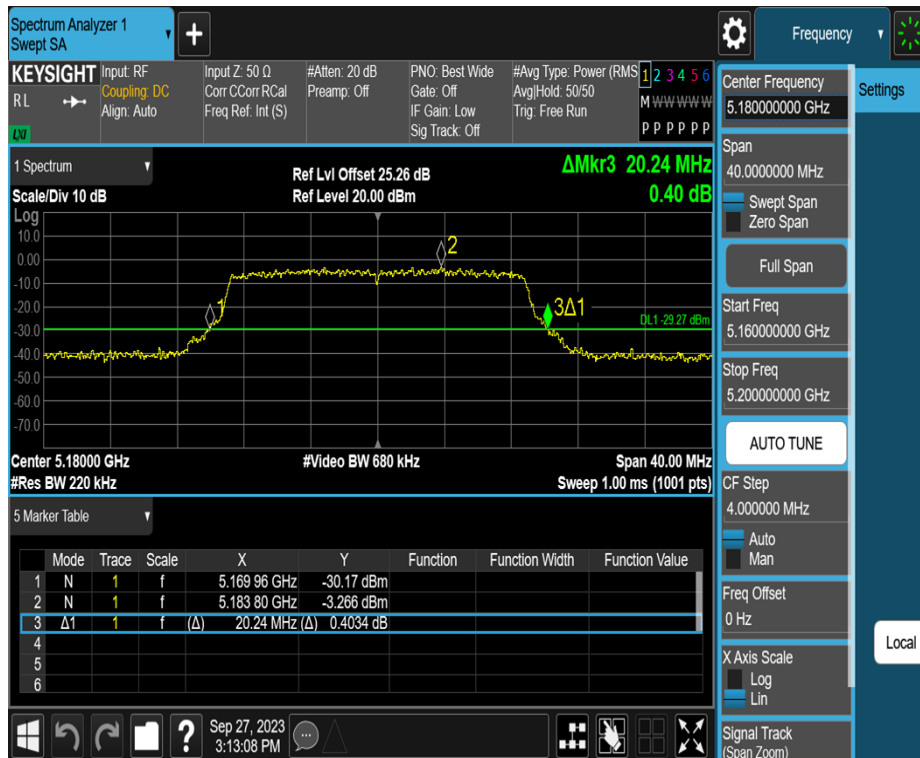 Spectrum Analyzer 1
Swept SA
+
Frequency
KEYSIGHT
RL
LXI
Input: RF
Coupling: DC
Align: Auto
Input Z: 50 Ω
Corr CCorr RCal
Freq Ref: Int (S)
#Atten: 20 dB
Preamp: Off
PNO: Best Wide
Gate: Off
IF Gain: Low
Sig Track: Off
#Avg Type: Power (RMS
Avg|Hold: 50/50
Trig: Free Run
1 2 3 4 5 6
M W W W W W
P P P P P P
1 Spectrum
Scale/Div 10 dB
Ref Lvl Offset 25.26 dB
Ref Level 20.00 dBm
ΔMkr3 20.24 MHz
0.40 dB
Log
10.0
0.00
-10.0
-20.0
-30.0
-40.0
-50.0
-60.0
-70.0
1
2
3Δ1
DL1 -29.27 dBm
Center 5.18000 GHz
#Video BW 680 kHz
Span 40.00 MHz
#Res BW 220 kHz
Sweep 1.00 ms (1001 pts)
5 Marker Table
Mode Trace Scale X Y Function Function Width Function Value
1 N 1 f 5.169 96 GHz -30.17 dBm
2 N 1 f 5.183 80 GHz -3.266 dBm
3 Δ1 1 f (Δ) 20.24 MHz (Δ) 0.4034 dB
4
5
6
?
Sep 27, 2023
3:13:08 PM
Center Frequency
5.180000000 GHz
Span
40.0000000 MHz
Swept Span
Zero Span
Full Span
Start Freq
5.160000000 GHz
Stop Freq
5.200000000 GHz
AUTO TUNE
CF Step
4.000000 MHz
Auto
Man
Freq Offset
0 Hz
X Axis Scale
Log
Lin
Signal Track
(Span Zoom)
Settings
Local